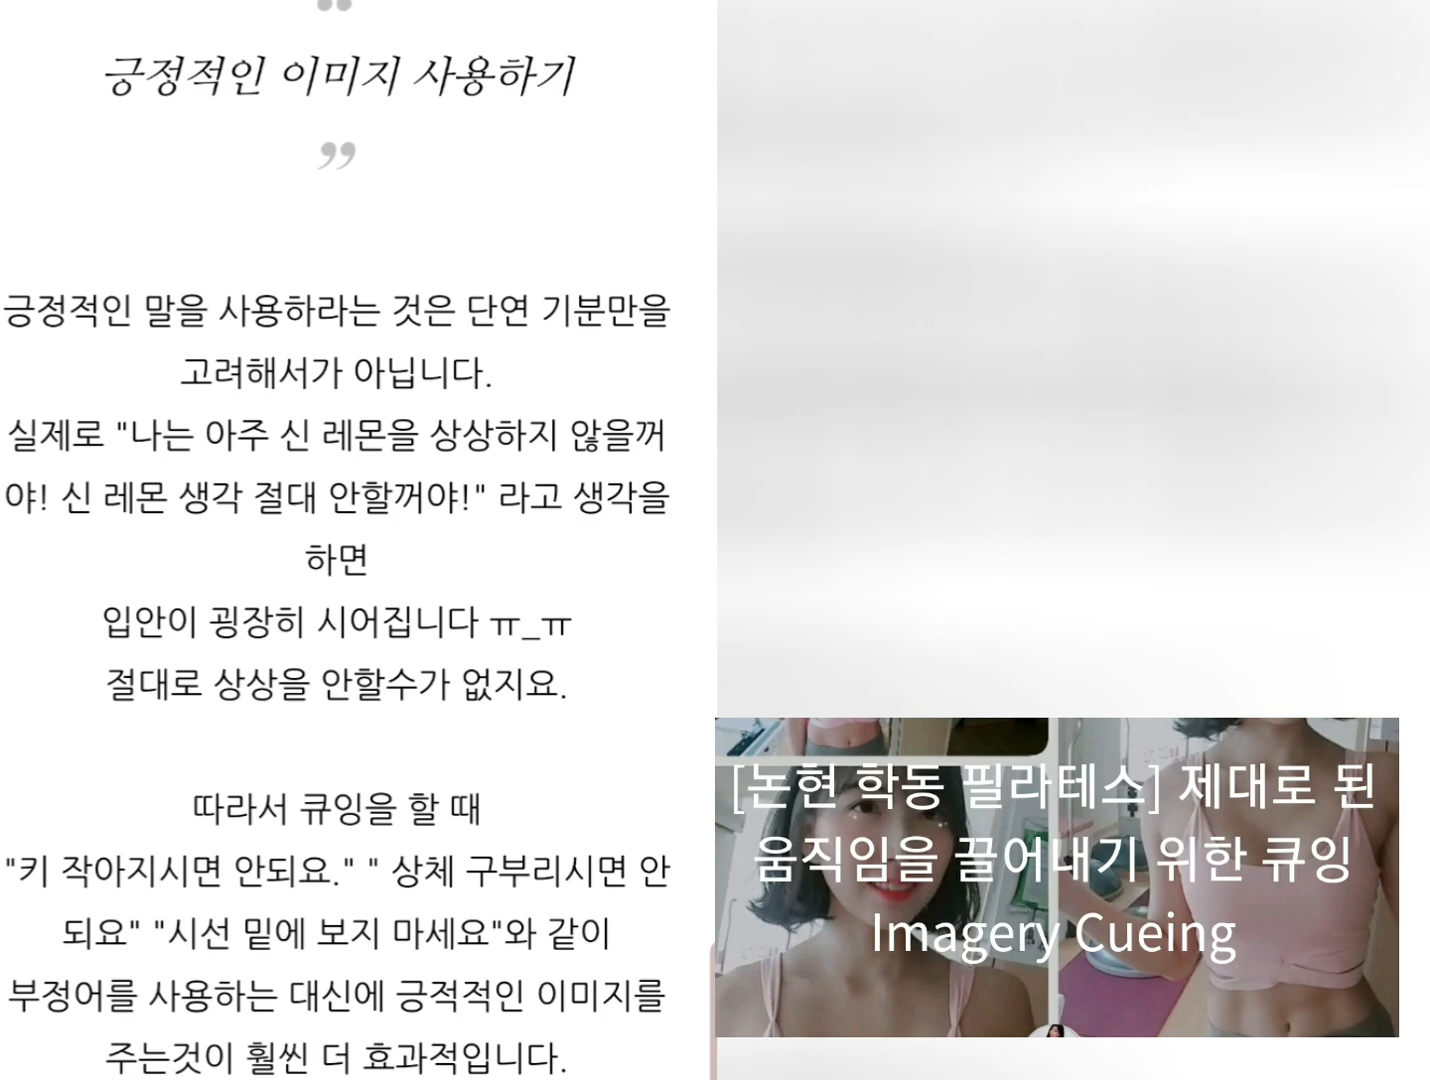 긍정적인 이미지 사용하기
”
긍정적인 말을 사용하라는 것은 단연 기분만을
고려해서가 아닙니다.
실제로 "나는 아주 신 레몬을 상상하지 않을꺼
야! 신 레몬 생각 절대 안할꺼야!" 라고 생각을
하면
입안이 굉장히 시어집니다 ㅠ_ㅠ
절대로 상상을 안할수가 없지요.
따라서 큐잉을 할 때
"키 작아지시면 안되요." " 상체 구부리시면 안
되요" "시선 밑에 보지 마세요"와 같이
부정어를 사용하는 대신에 긍적적인 이미지를
주는것이 훨씬 더 효과적입니다.
[논현 학동 필라테스] 제대로 된
움직임을 끌어내기 위한 큐잉
Imagery Cueing